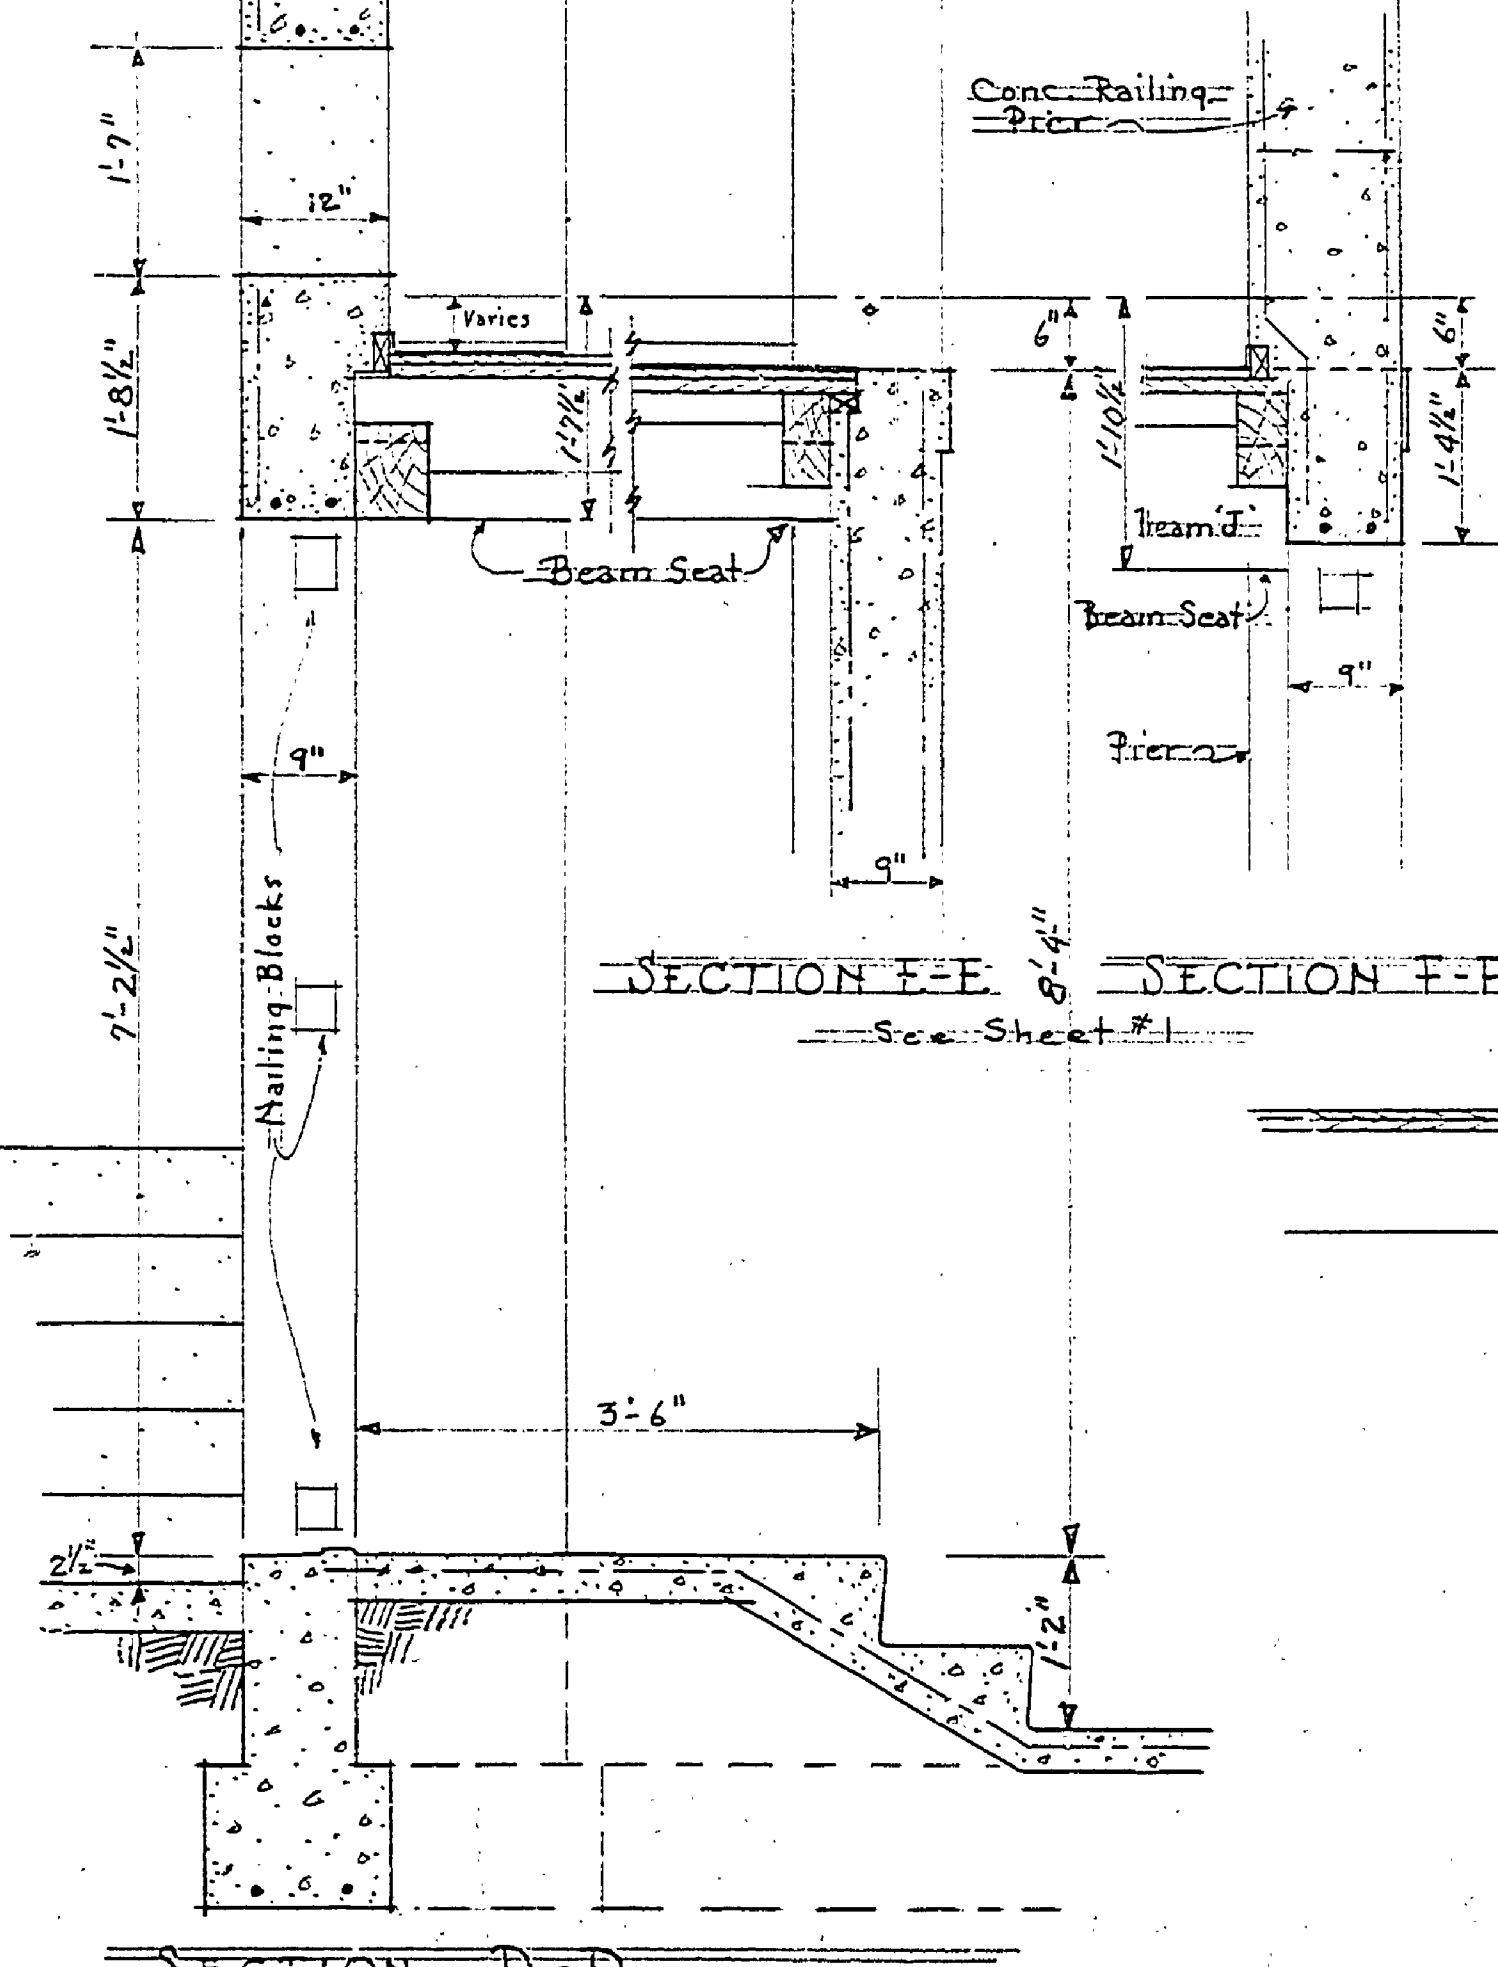 Conc. Railing
Pier
1'-7"
12"
Varies
6"
6"
1'-8½"
1'-7½"
1'-10½"
1'-4½"
Beam 'J'
Beam Seat
Beam Seat
9"
9"
Pier
9"
Nailing Blocks
7'-2½"
8'-4"
SECTION E-E
SECTION F-F
See Sheet #1
3'-6"
2½"
1'-2"
SECTION D-D